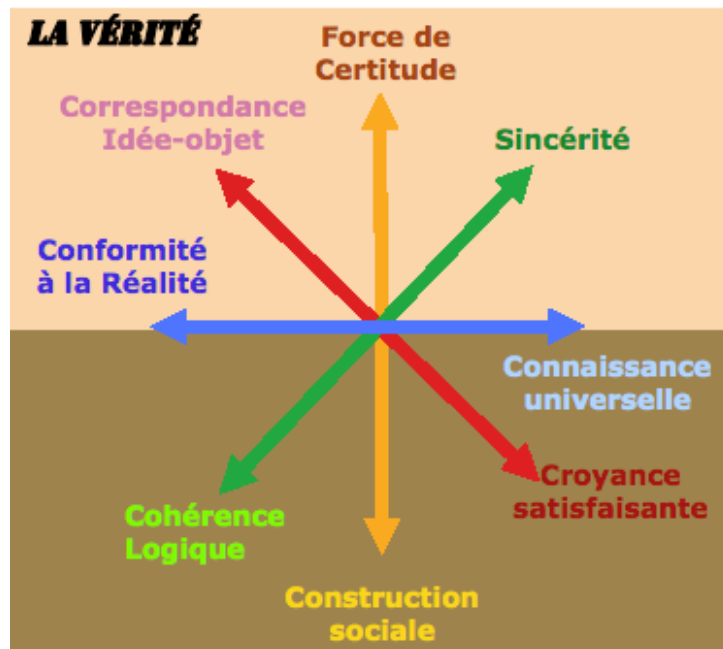 LA VÉRITÉ
Force de
Certitude
Correspondance
Idée-objet
Sincérité
Conformité
à la Réalité
Connaissance
universelle
Croyance
satisfaisante
Cohérence
Logique
Construction
sociale